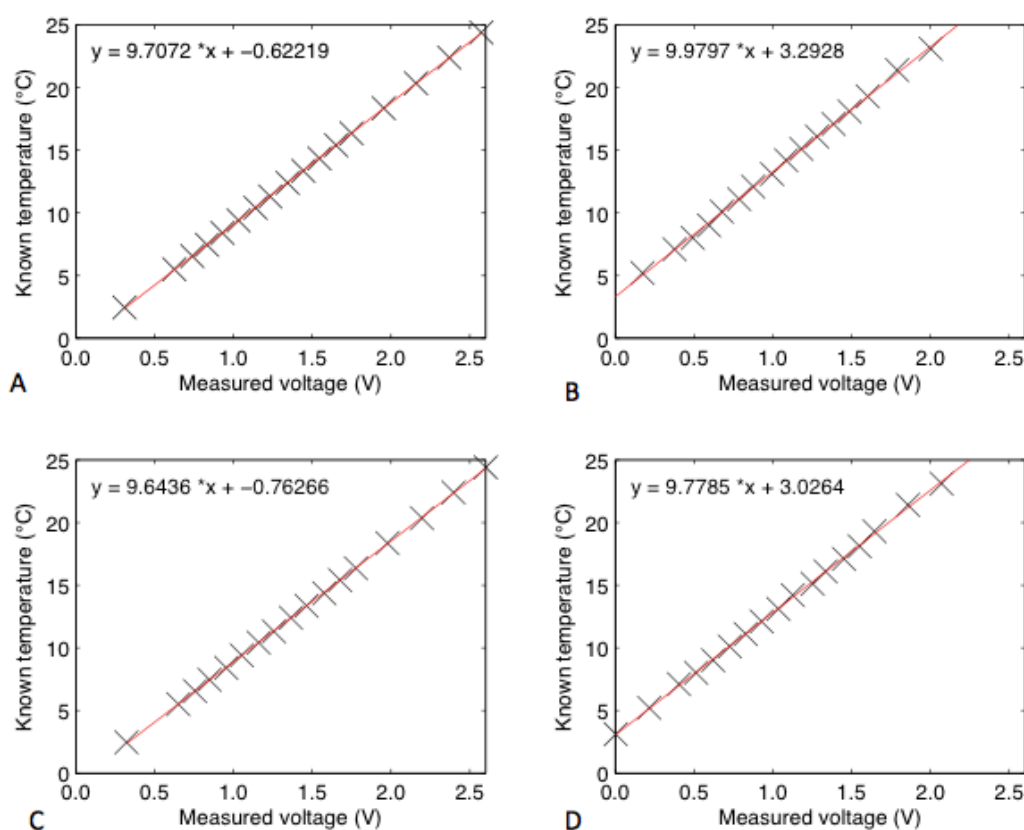 y = 9.7072 *x + −0.62219
Known temperature (°C)
25
20
15
10
5
0
0.0 0.5 1.0 1.5 2.0 2.5
Measured voltage (V)
A
y = 9.9797 *x + 3.2928
Known temperature (°C)
25
20
15
10
5
0
0.0 0.5 1.0 1.5 2.0 2.5
Measured voltage (V)
B
y = 9.6436 *x + −0.76266
Known temperature (°C)
25
20
15
10
5
0
0.0 0.5 1.0 1.5 2.0 2.5
Measured voltage (V)
C
y = 9.7785 *x + 3.0264
Known temperature (°C)
25
20
15
10
5
0
0.0 0.5 1.0 1.5 2.0 2.5
Measured voltage (V)
D